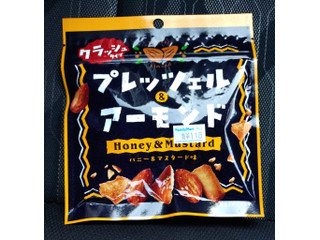 クラッシュ
タイプ
プレッツェル
&
アーモンド
FamilyMart
Honey & Mustard
ハニー&マスタード味